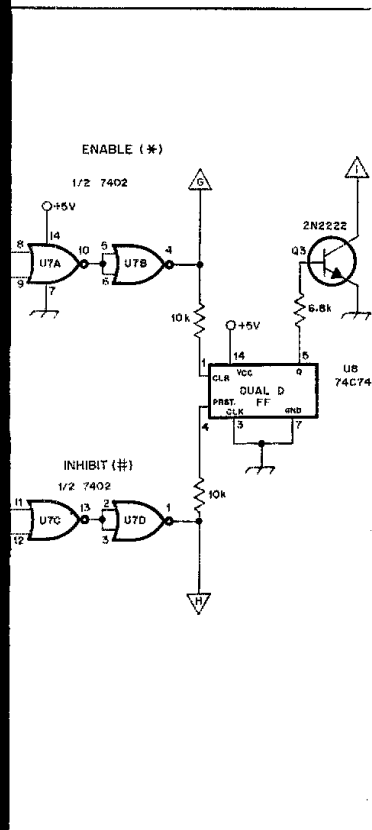 ENABLE (*)
1/2 7402
+5V
14
8
9
U7A
10
7
5
6
U7B
4
G
I
2N2222
Q3
6.8k
10k
+5V
1
14
5
CLR
VCC
Q
U8
74C74
DUAL D
FF
PRST.
CLK
GND
4
3
7
INHIBIT (#)
1/2 7402
11
12
U7C
13
2
3
U7D
1
10k
H